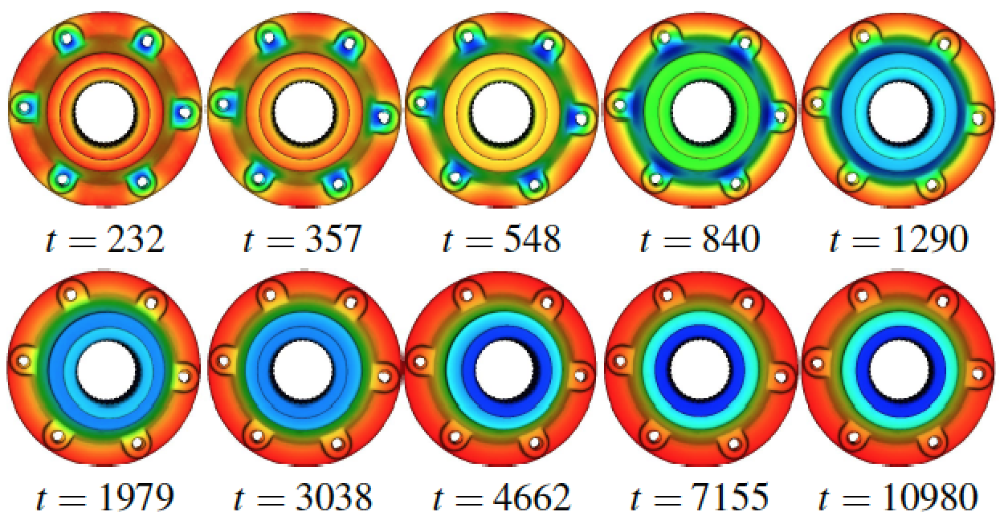 t = 232 t = 357 t = 548 t = 840 t = 1290
t = 1979 t = 3038 t = 4662 t = 7155 t = 10980